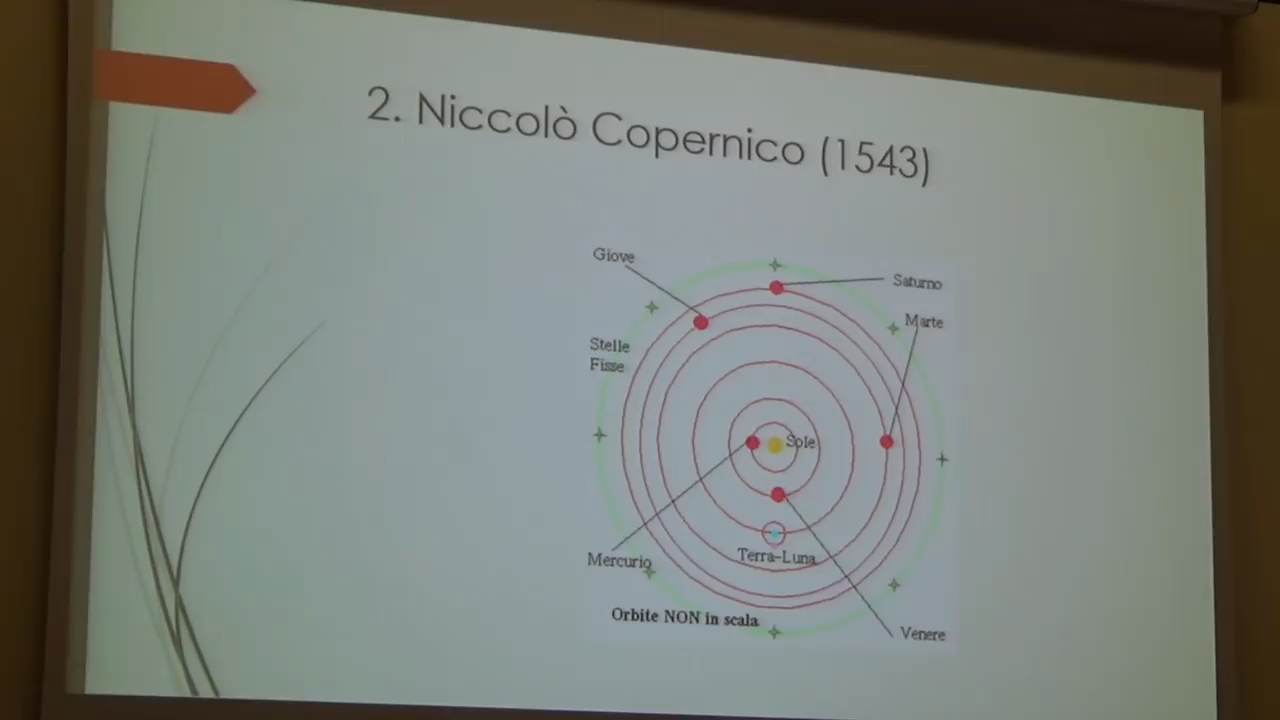 2. Niccolò Copernico (1543)
Giove
Saturno
Marte
Stelle
Fisse
Sole
Mercurio
Terra-Luna
Orbite NON in scala
Venere